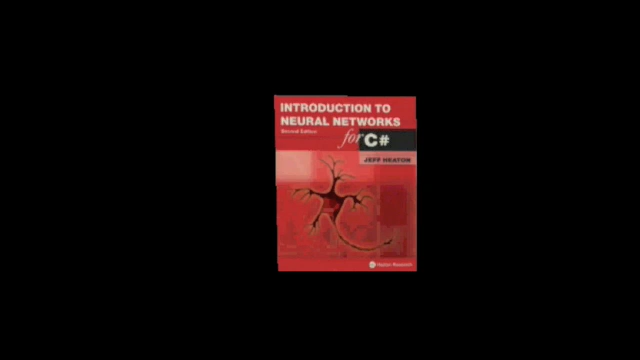 INTRODUCTION TO
NEURAL NETWORKS
Second Edition
for C#
JEFF HEATON
Heaton Research